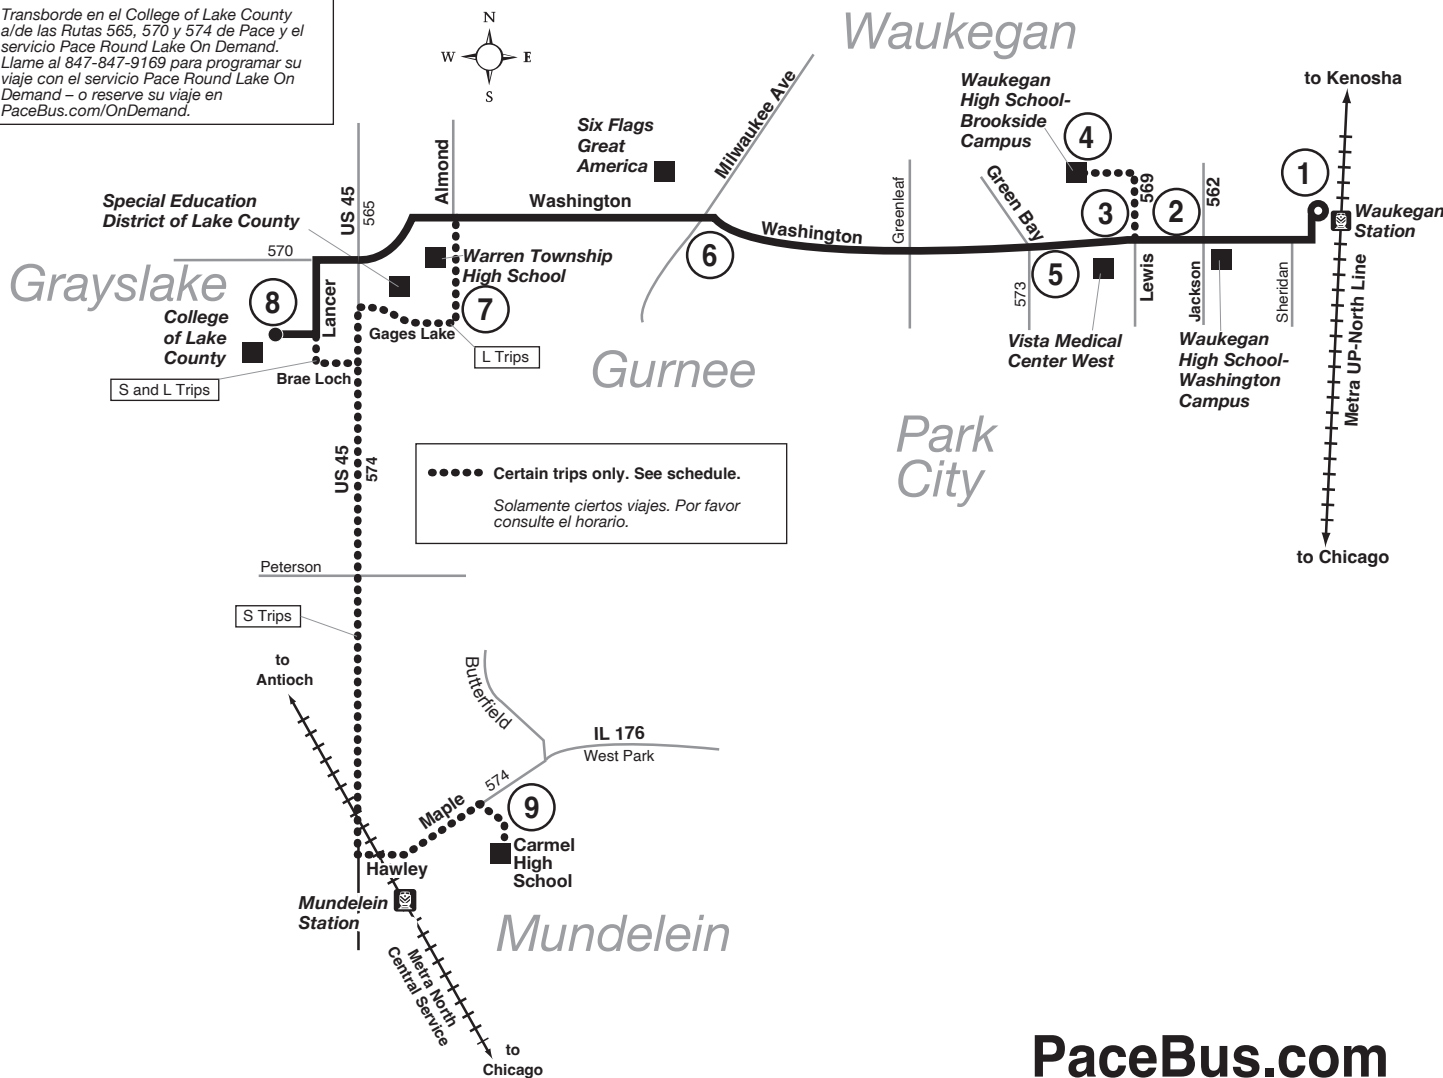 Transborde en el College of Lake County
a/de las Rutas 565, 570 y 574 de Pace y el
servicio Pace Round Lake On Demand.
Llame al 847-847-9169 para programar su
viaje con el servicio Pace Round Lake On
Demand – o reserve su viaje en
PaceBus.com/OnDemand.
N
W
E
S
Waukegan
Milwaukee Ave
Six Flags
Great
America
Waukegan
High School-
Brookside
Campus
4
to Kenosha
1
Special Education
District of Lake County
US 45
565
Almond
Washington
Washington
Greenleaf
Green Bay
3
569
2
562
Waukegan
Station
570
Grayslake
8
College
of Lake
County
Lancer
Warren Township
High School
7
Gages Lake
L Trips
6
573
5
Lewis
Jackson
Sheridan
Vista Medical
Center West
Waukegan
High School-
Washington
Campus
Metra UP-North Line
S and L Trips
Brae Loch
Gurnee
Park
City
US 45
574
Certain trips only. See schedule.
Solamente ciertos viajes. Por favor
consulte el horario.
to Chicago
Peterson
S Trips
to
Antioch
Butterfield
IL 176
West Park
574
9
Maple
Carmel
High
School
Hawley
Mundelein
Station
Mundelein
Metra North
Central Service
to
Chicago
PaceBus.com